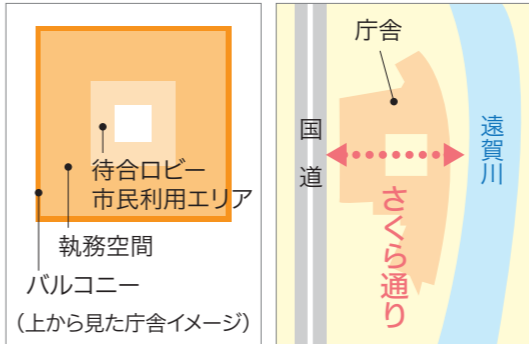 待合ロビー
市民利用エリア
執務空間
バルコニー
（上から見た庁舎イメージ）
庁舎
国道
遠賀川
さくら通り